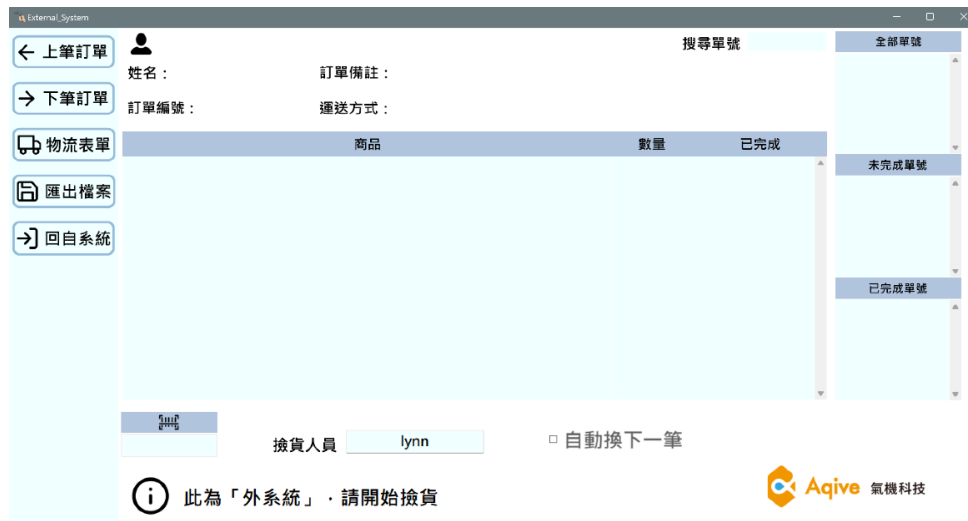 External_System
上筆訂單
下筆訂單
物流表單
匯出檔案
回自系統
搜尋單號
姓名：
訂單備註：
訂單編號：
運送方式：
商品 數量 已完成
全部單號
未完成單號
已完成單號
撿貨人員 lynn
自動換下一筆
此為「外系統」，請開始撿貨
Aqive 氣機科技